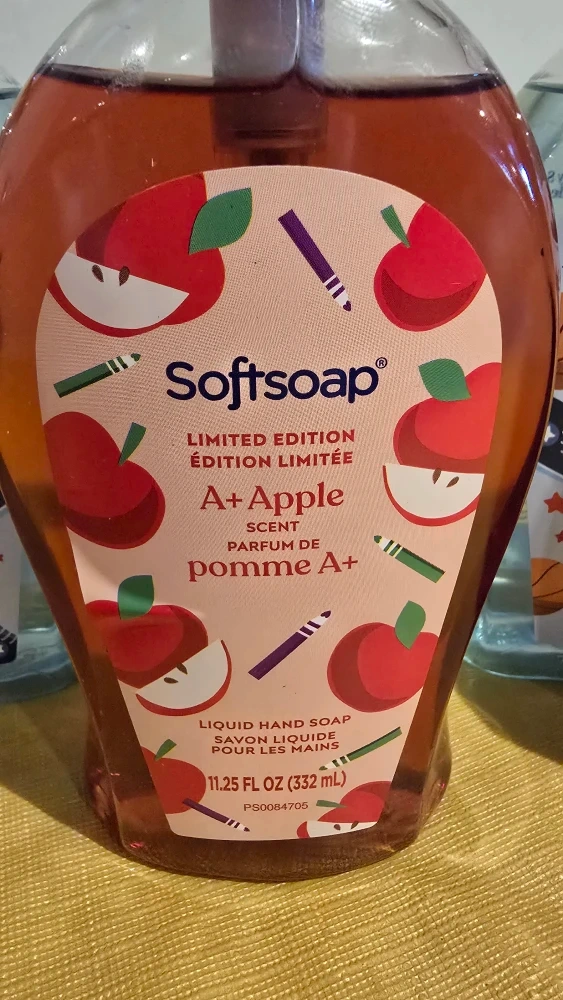 Softsoap®
LIMITED EDITION
ÉDITION LIMITÉE
A+ Apple
SCENT
PARFUM DE
pomme A+
LIQUID HAND SOAP
SAVON LIQUIDE
POUR LES MAINS
11.25 FL OZ (332 mL)
PS0084705